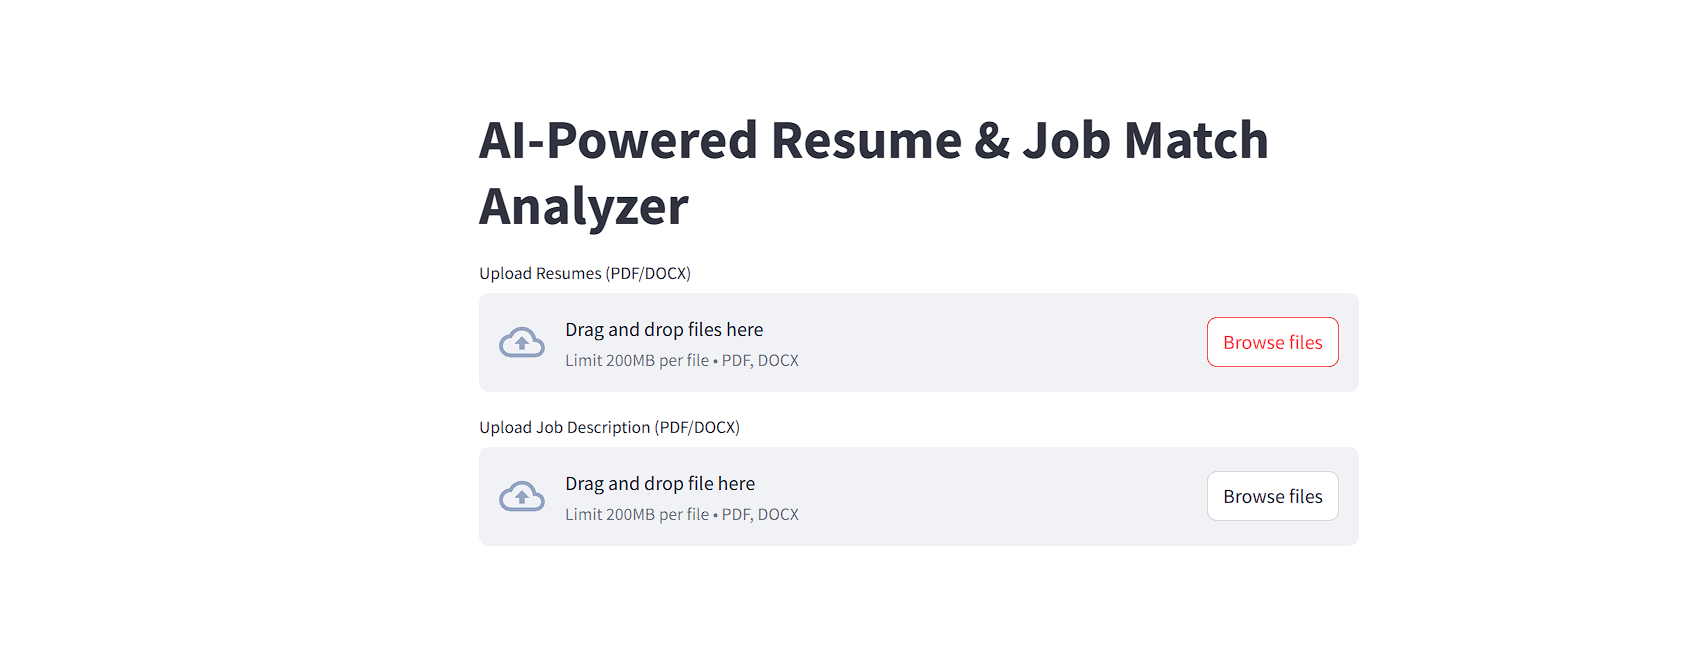 AI-Powered Resume & Job Match
Analyzer
Upload Resumes (PDF/DOCX)
Drag and drop files here
Limit 200MB per file • PDF, DOCX
Browse files
Upload Job Description (PDF/DOCX)
Drag and drop file here
Limit 200MB per file • PDF, DOCX
Browse files